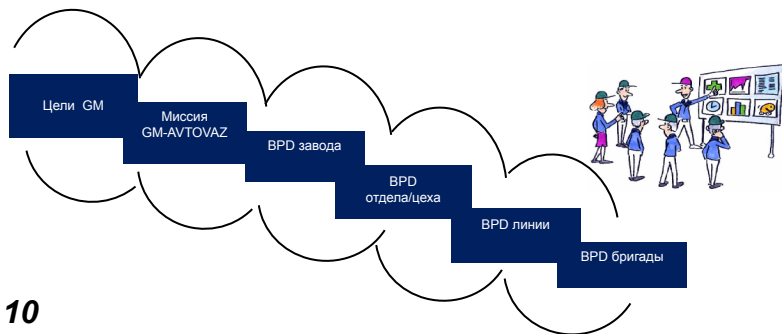 Цели GM
Миссия
GM-AVTOVAZ
BPD завода
BPD
отдела/цеха
BPD линии
BPD бригады
10